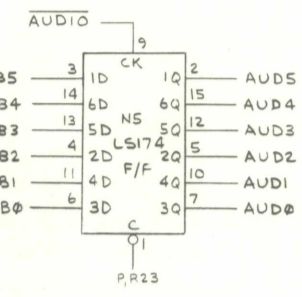 AUDIO
9
CK
B5 3 1D 1Q 2 AUD5
B4 14 6D 6Q 15 AUD4
B3 13 5D N5 5Q 12 AUD3
LS174
B2 4 2D 2Q 5 AUD2
F/F
B1 11 4D 4Q 10 AUD1
BØ 6 3D 3Q 7 AUDØ
C
1
P,R23